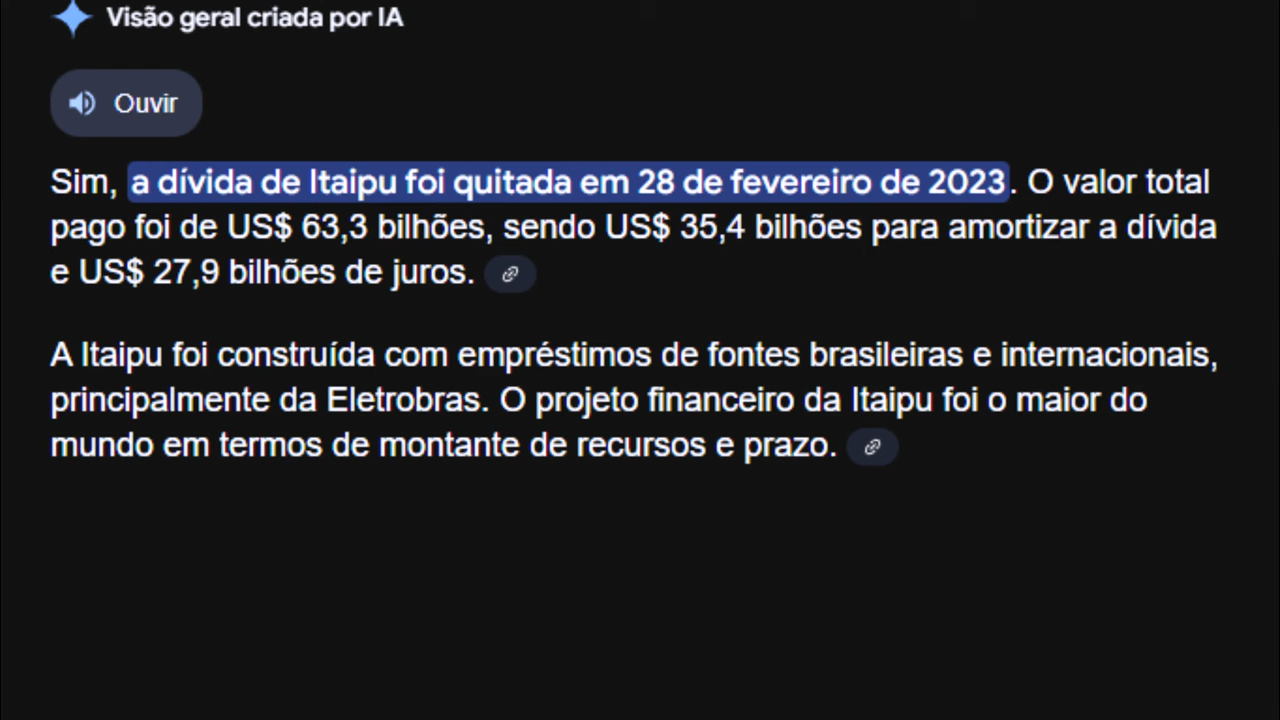 Visão geral criada por IA
Ouvir
Sim, a dívida de Itaipu foi quitada em 28 de fevereiro de 2023. O valor total
pago foi de US$ 63,3 bilhões, sendo US$ 35,4 bilhões para amortizar a dívida
e US$ 27,9 bilhões de juros.
A Itaipu foi construída com empréstimos de fontes brasileiras e internacionais,
principalmente da Eletrobras. O projeto financeiro da Itaipu foi o maior do
mundo em termos de montante de recursos e prazo.